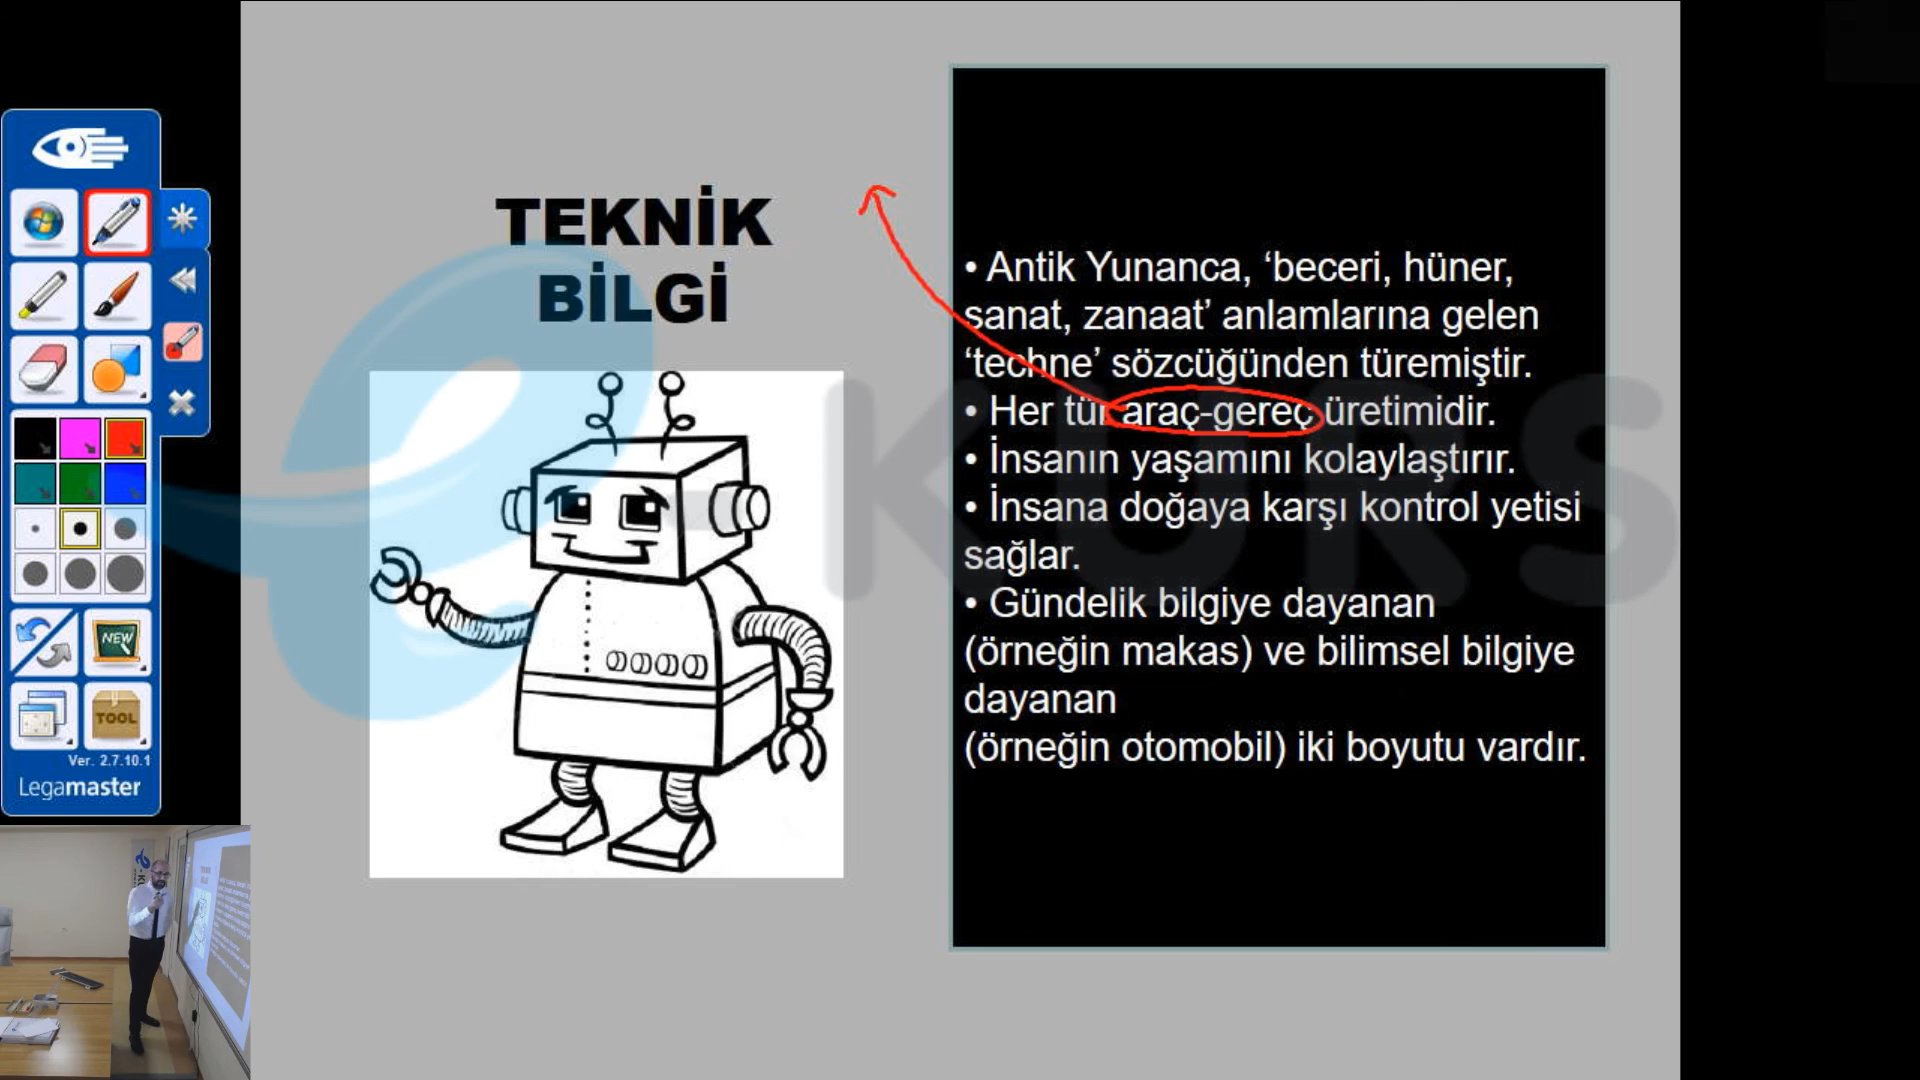 TEKNİK
BİLGİ
• Antik Yunanca, ‘beceri, hüner,
sanat, zanaat’ anlamlarına gelen
‘techne’ sözcüğünden türemiştir.
• Her tür araç-gereç üretimidir.
• İnsanın yaşamını kolaylaştırır.
• İnsana doğaya karşı kontrol yetisi
sağlar.
• Gündelik bilgiye dayanan
(örneğin makas) ve bilimsel bilgiye
dayanan
(örneğin otomobil) iki boyutu vardır.
e-KURS
NEW
TOOL
Ver. 2.7.10.1
Legamaster